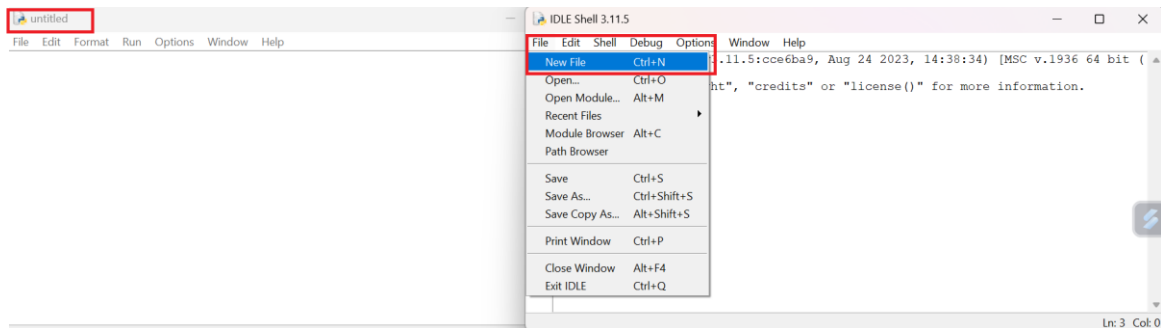 untitled
File Edit Format Run Options Window Help
IDLE Shell 3.11.5
File Edit Shell Debug Options Window Help
.11.5:cce6ba9, Aug 24 2023, 14:38:34) [MSC v.1936 64 bit (
ht", "credits" or "license()" for more information.
New File Ctrl+N
Open... Ctrl+O
Open Module... Alt+M
Recent Files
Module Browser Alt+C
Path Browser
Save Ctrl+S
Save As... Ctrl+Shift+S
Save Copy As... Alt+Shift+S
Print Window Ctrl+P
Close Window Alt+F4
Exit IDLE Ctrl+Q
Ln: 3 Col: 0